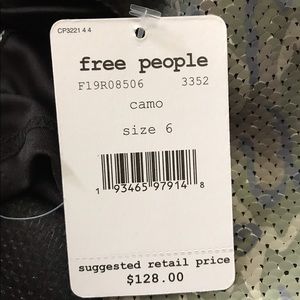 CP3221 4 4
free people
F19R08506 3352
camo
size 6
1 93465 97914 8
suggested retail price
$128.00